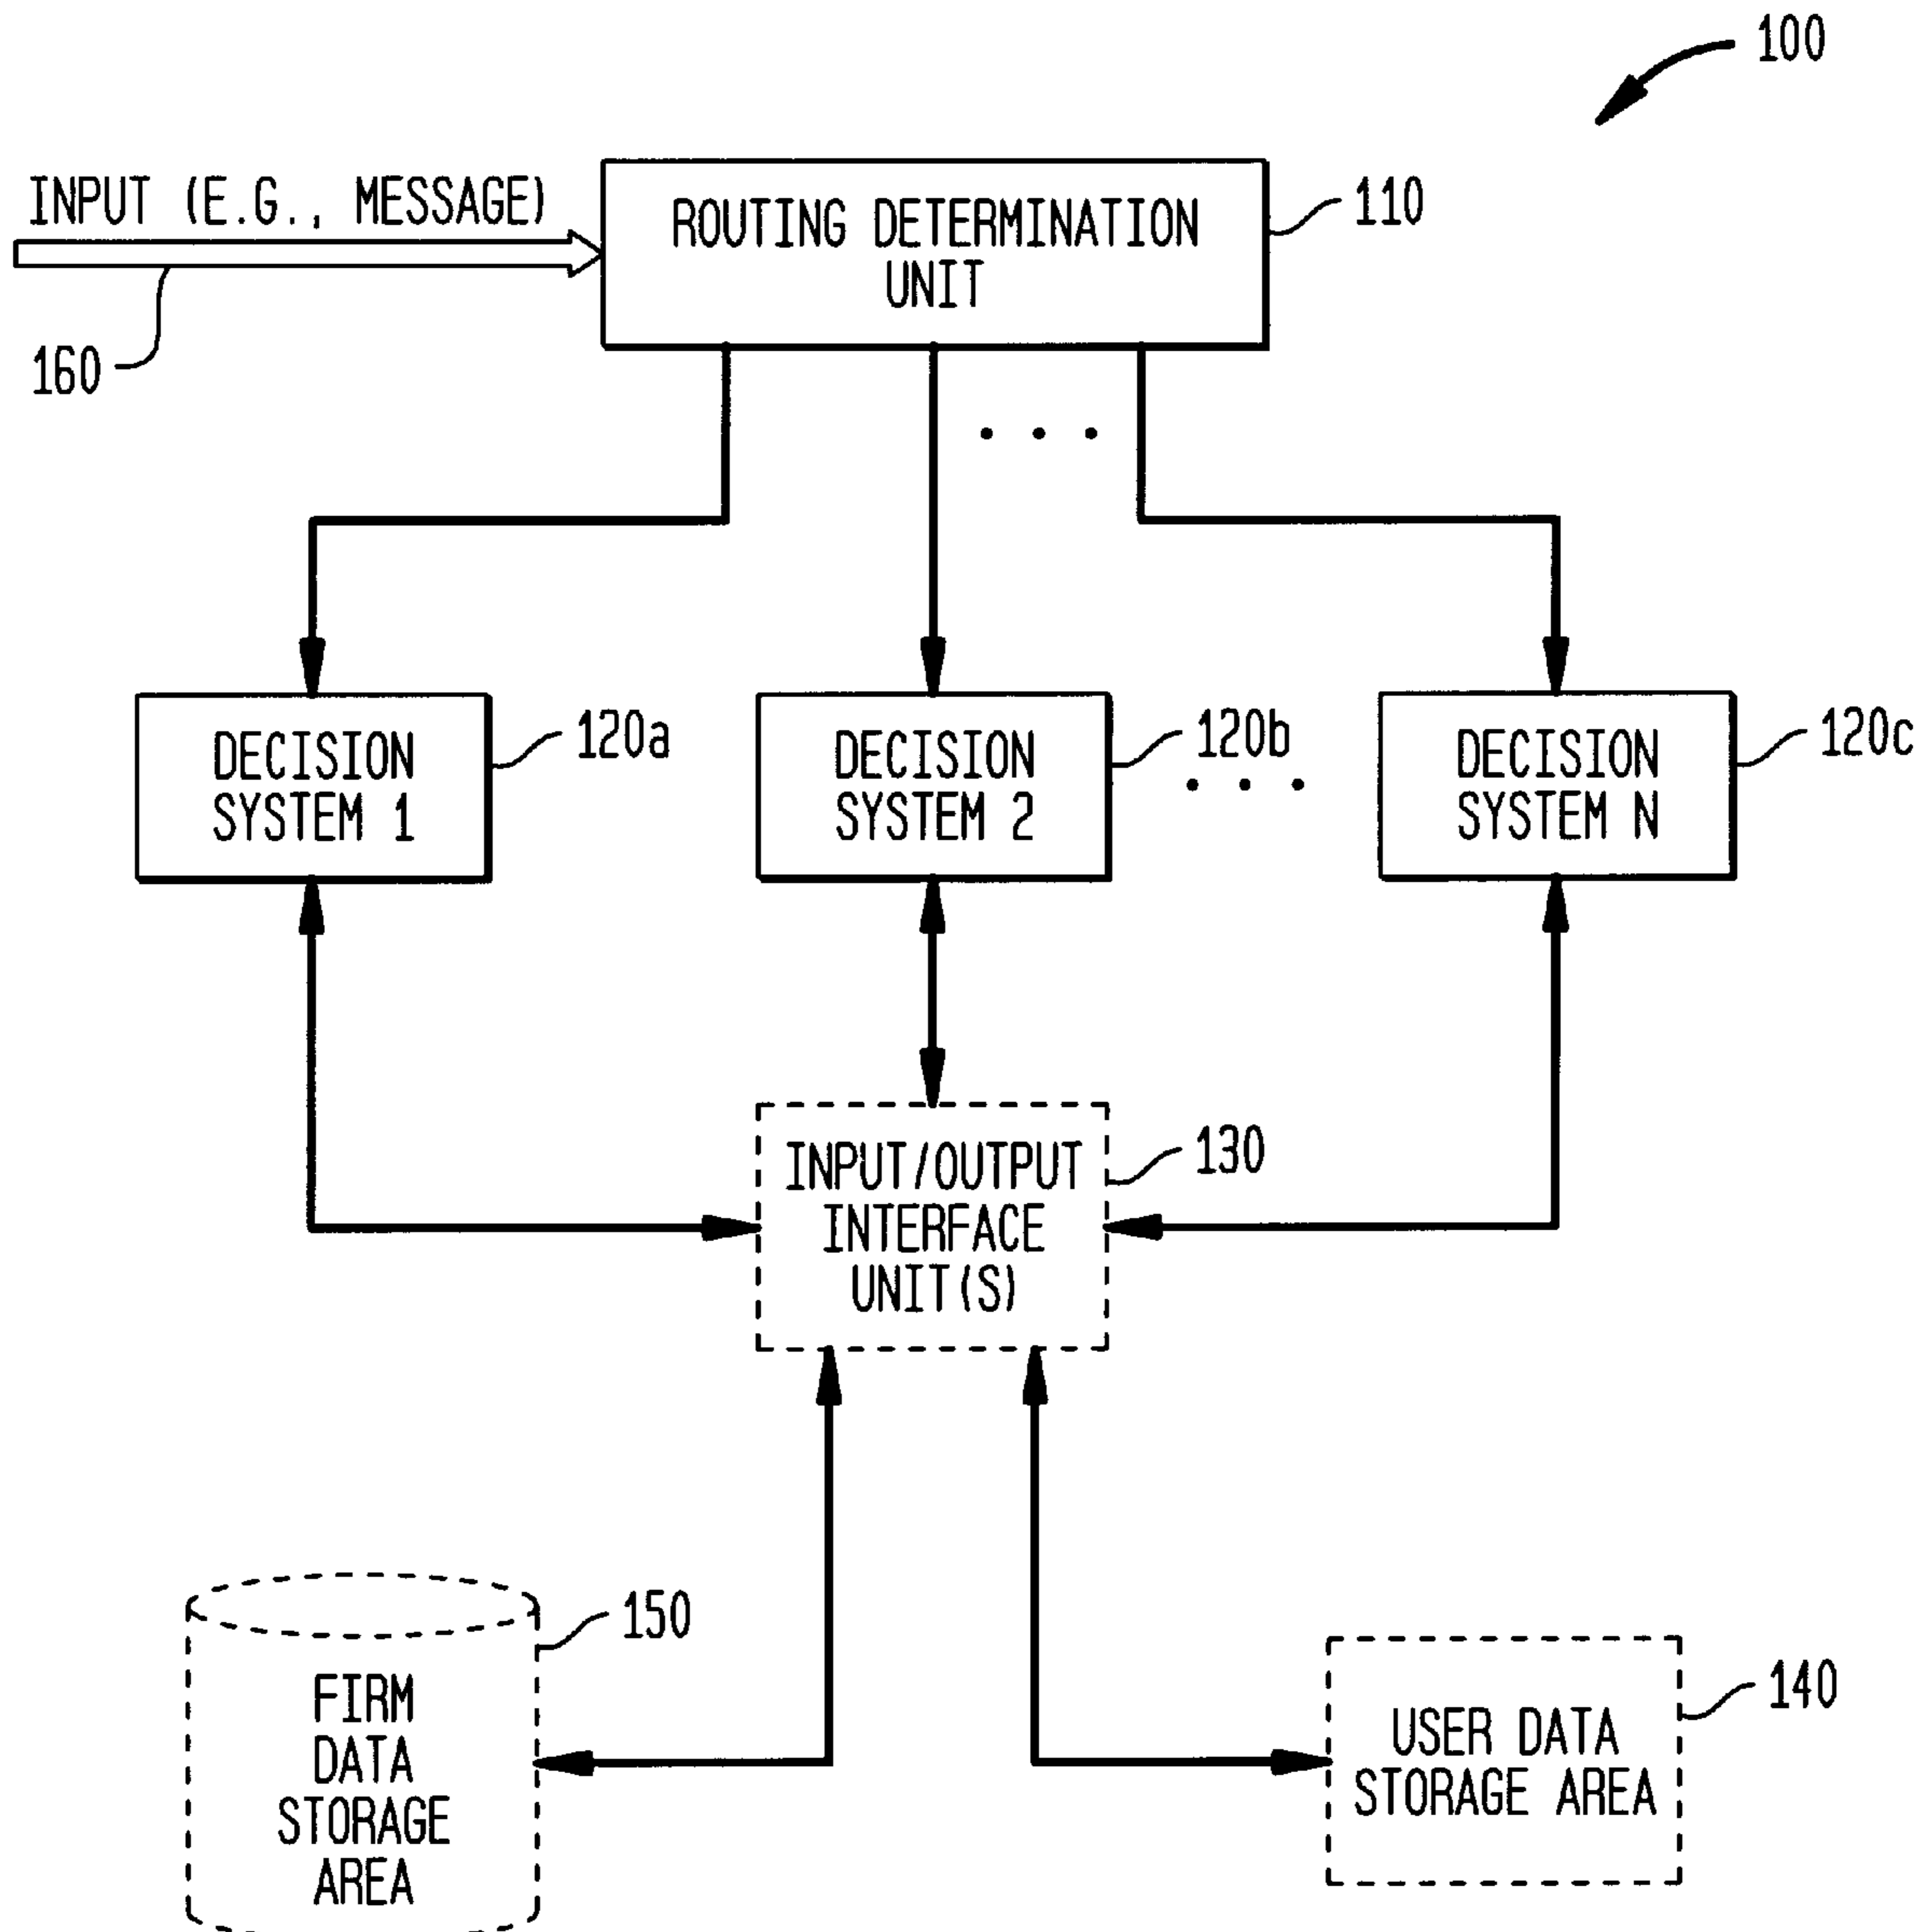 100
INPUT (E.G., MESSAGE)
160
ROUTING DETERMINATION
UNIT
110
DECISION
SYSTEM 1
120a
DECISION
SYSTEM 2
120b
DECISION
SYSTEM N
120c
INPUT/OUTPUT
INTERFACE
UNIT(S)
130
FIRM
DATA
STORAGE
AREA
150
USER DATA
STORAGE AREA
140